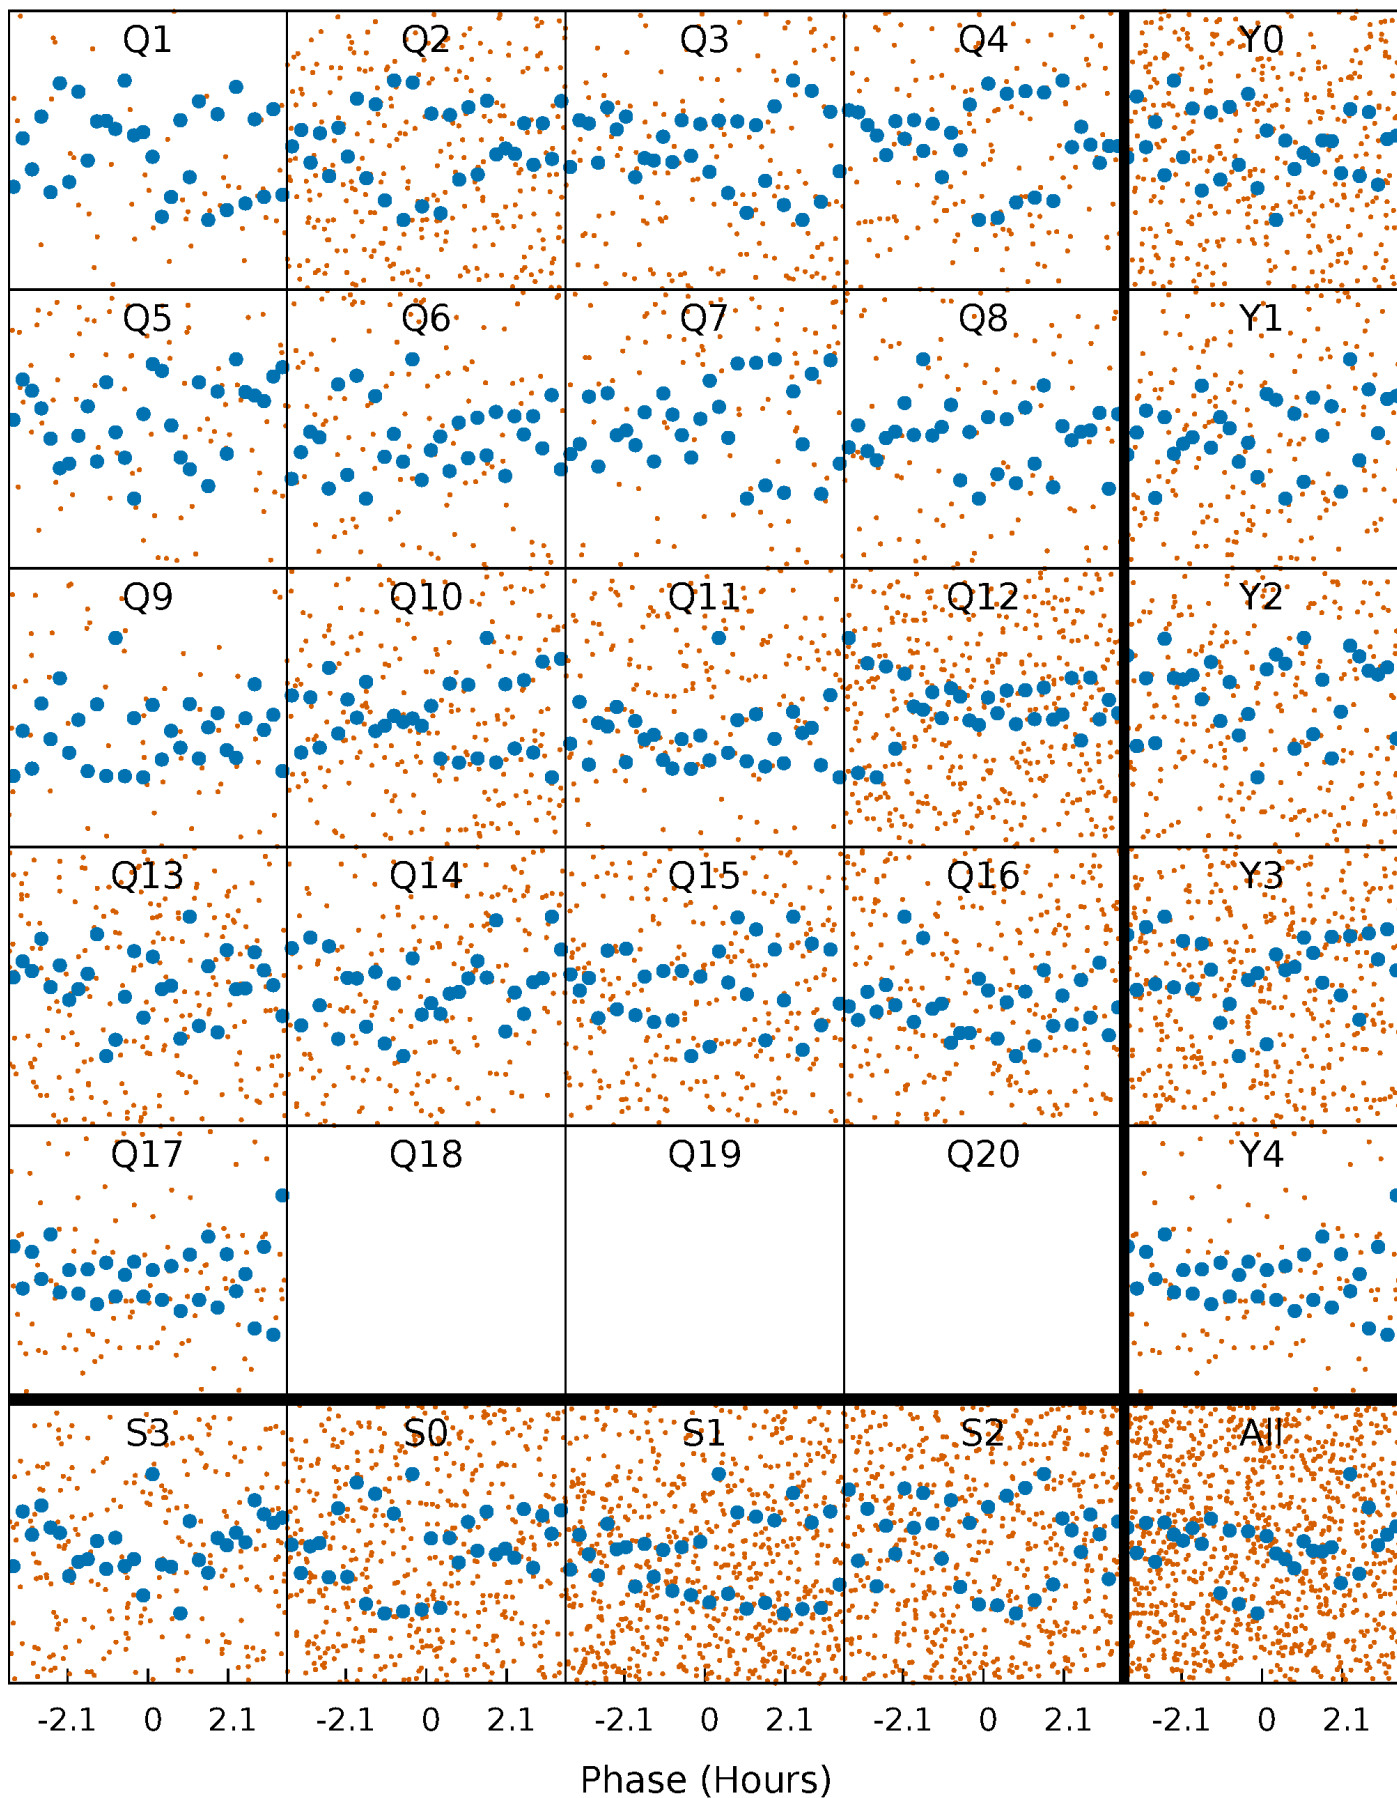 Q1 Q2 Q3 Q4 Y0
Q5 Q6 Q7 Q8 Y1
Q9 Q10 Q11 Q12 Y2
Q13 Q14 Q15 Q16 Y3
Q17 Q18 Q19 Q20 Y4
S3 S0 S1 S2 All
-2.1 0 2.1 -2.1 0 2.1 -2.1 0 2.1 -2.1 0 2.1 -2.1 0 2.1
Phase (Hours)